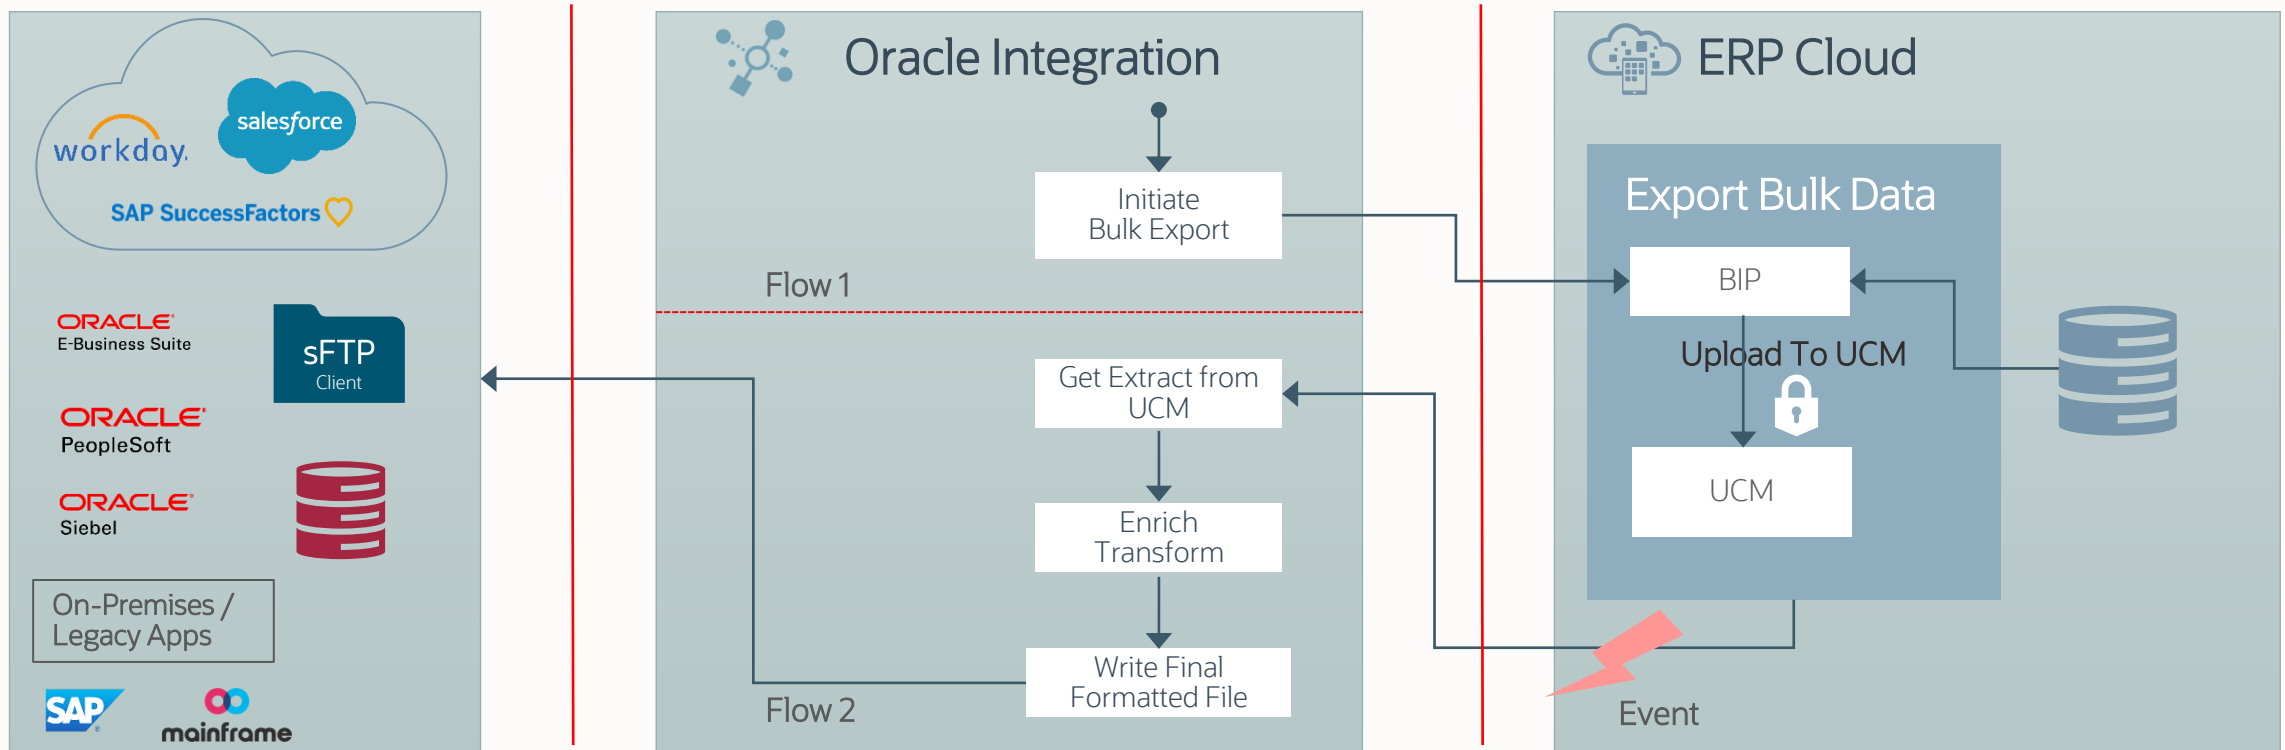 workday.
salesforce
SAP SuccessFactors
ORACLE
E-Business Suite
sFTP
Client
ORACLE
PeopleSoft
ORACLE
Siebel
On-Premises /
Legacy Apps
SAP
mainframe
Oracle Integration
Initiate
Bulk Export
Flow 1
Get Extract from
UCM
Enrich
Transform
Write Final
Formatted File
Flow 2
ERP Cloud
Export Bulk Data
BIP
Upload To UCM
UCM
Event